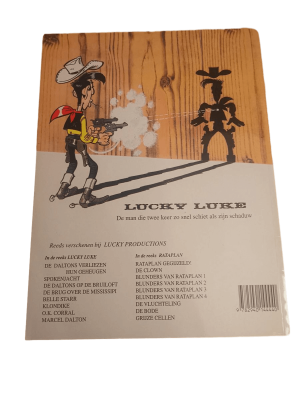 LUCKY LUKE
De man die twee keer zo snel schiet als zijn schaduw
Reeds verschenen bij LUCKY PRODUCTIONS
In de reeks LUCKY LUKE
DE DALTONS VERLIEZEN
HUN GEHEUGEN
SPOKENJACHT
DE DALTONS OP DE BRUILOFT
DE BRUG OVER DE MISSISIPI
BELLE STARR
KLONDIKE
O.K. CORRAL
MARCEL DALTON
In de reeks RATAPLAN
RATAPLAN GEGIJZELD
DE CLOWN
BLUNDERS VAN RATAPLAN 1
BLUNDERS VAN RATAPLAN 2
BLUNDERS VAN RATAPLAN 3
BLUNDERS VAN RATAPLAN 4
DE VLUCHTELING
DE BODE
GRIJZE CELLEN